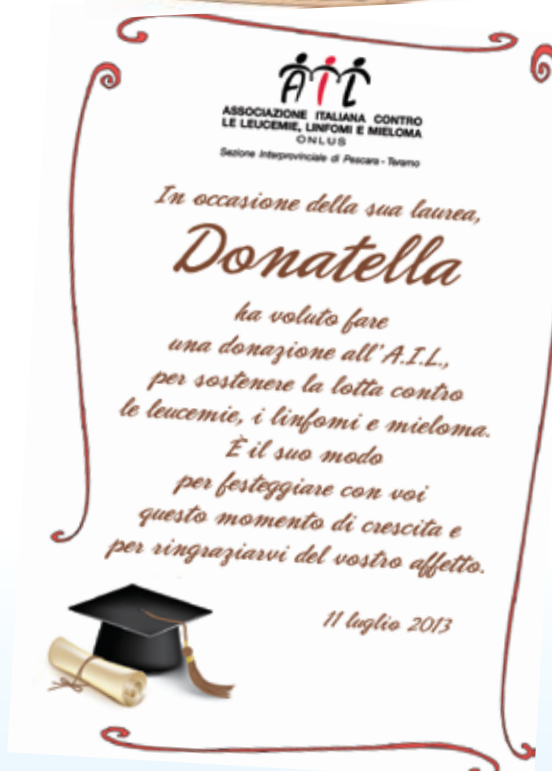 AIL
ASSOCIAZIONE ITALIANA CONTRO
LE LEUCEMIE, LINFOMI E MIELOMA
ONLUS
Sezione Interprovinciale di Pescara - Teramo
In occasione della sua laurea,
Donatella
ha voluto fare
una donazione all'A.I.L.,
per sostenere la lotta contro
le leucemie, i linfomi e mieloma.
È il suo modo
per festeggiare con voi
questo momento di crescita e
per ringraziarvi del vostro affetto.
11 luglio 2013